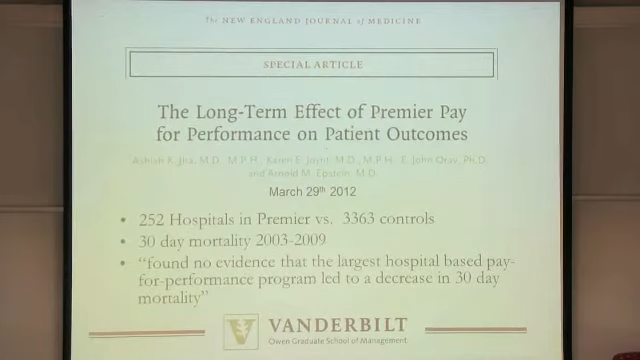 The NEW ENGLAND JOURNAL of MEDICINE
SPECIAL ARTICLE
The Long-Term Effect of Premier Pay
for Performance on Patient Outcomes
Ashish K. Jha, M.D., M.P.H., Karen E. Joynt, M.D., M.P.H., E. John Orav, Ph.D.,
and Arnold M. Epstein, M.D.
March 29th 2012
• 252 Hospitals in Premier vs. 3363 controls
• 30 day mortality 2003-2009
• “found no evidence that the largest hospital based pay-
for-performance program led to a decrease in 30 day
mortality”
V
VANDERBILT
Owen Graduate School of Management